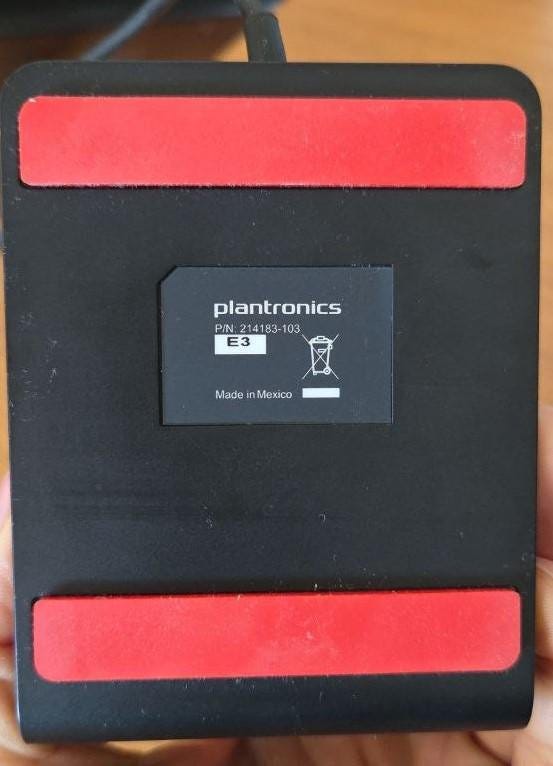 plantronics
P/N: 214183-103
E3
Made in Mexico